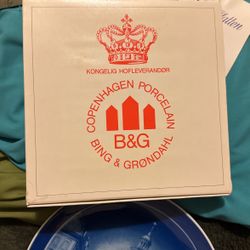 KONGELIG HOFLEVERANDØR
COPENHAGEN PORCELAIN
B&G
BING & GRØNDAHL